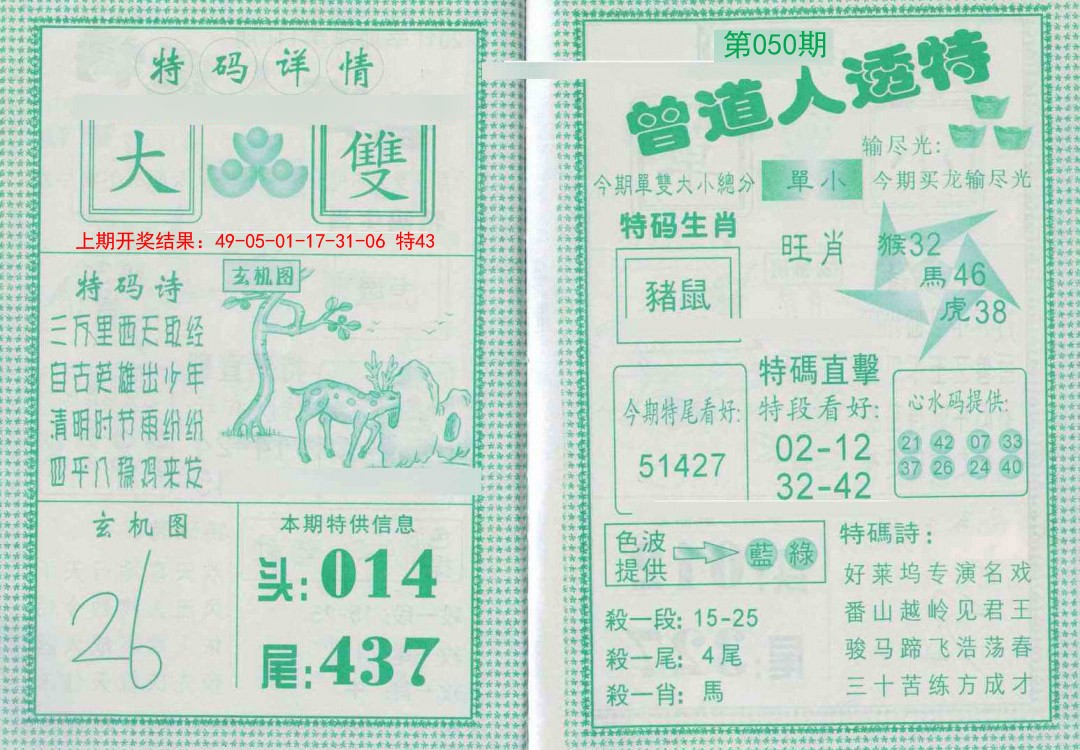 特码详情
大 雙
上期开奖结果：49-05-01-17-31-06 特43
特码诗
三万里西天取经
自古英雄出少年
清明时节雨纷纷
四平八稳鸡来发
玄机图
玄机图
26
本期特供信息
头:014
尾:437
第050期
曾道人透特
输尽光:
今期單雙大小總分 單小 今期买龙输尽光
特码生肖
豬鼠
旺肖
猴32
馬46
虎38
今期特尾看好:
51427
特碼直擊
特段看好:
02-12
32-42
心水码提供:
21 42 07 33
37 26 24 40
色波
提供
藍 綠
殺一段: 15-25
殺一尾: 4尾
殺一肖: 馬
特碼詩:
好莱坞专演名戏
番山越岭见君王
骏马蹄飞浩荡春
三十苦练方成才